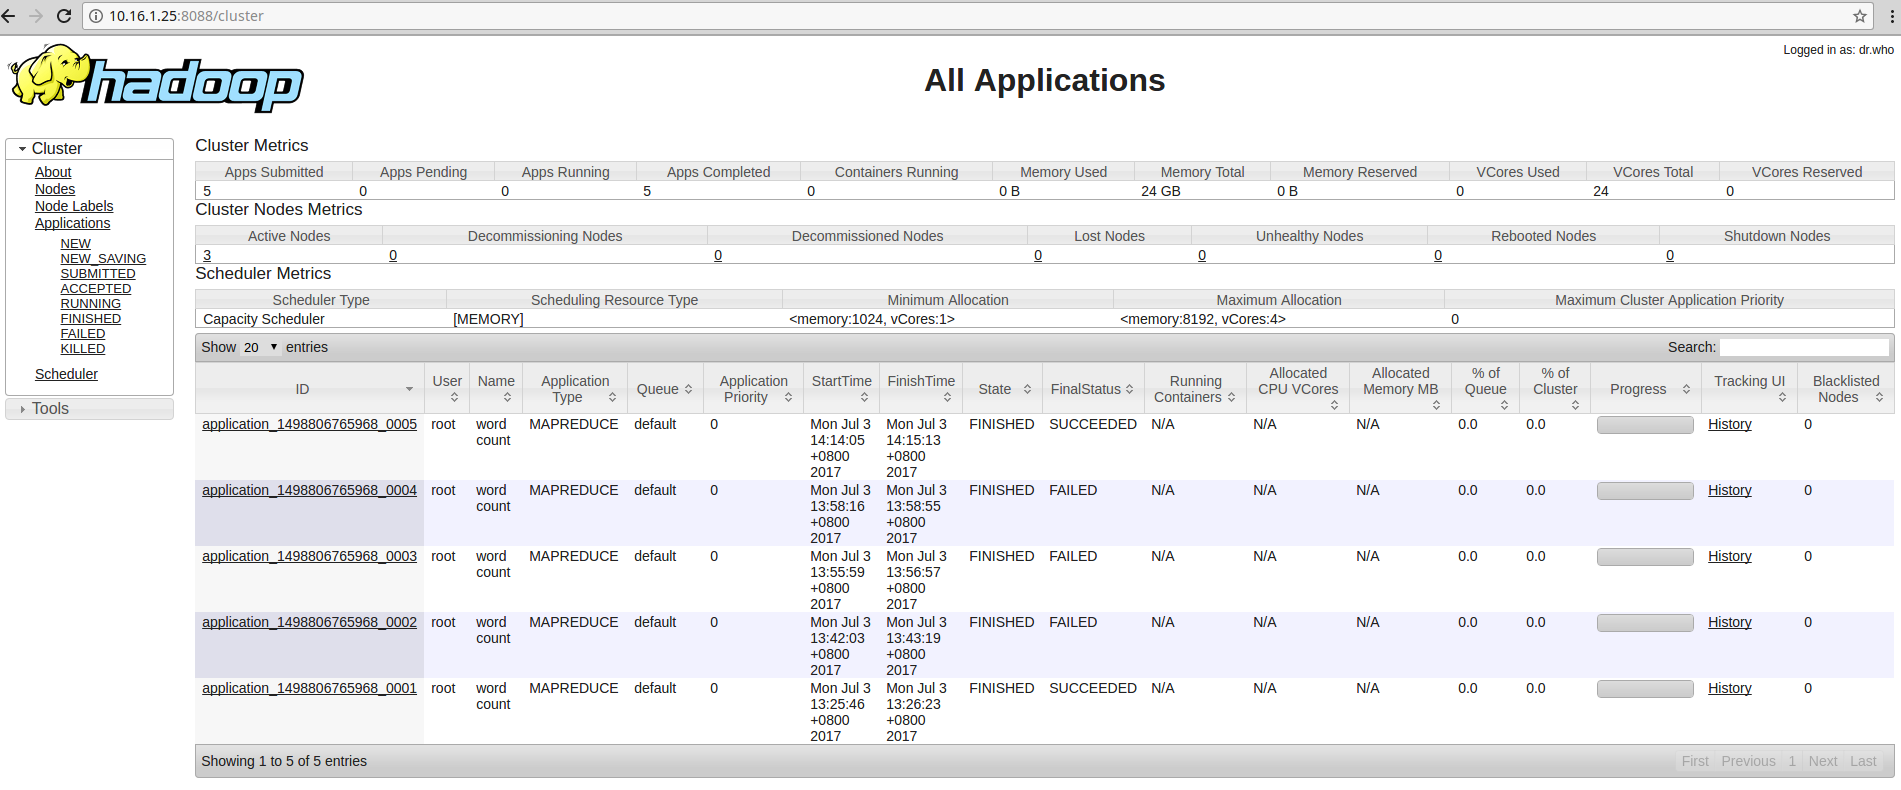 10.16.1.25:8088/cluster
Logged in as: dr.who
hadoop
All Applications
Cluster
About
Nodes
Node Labels
Applications
NEW
NEW_SAVING
SUBMITTED
ACCEPTED
RUNNING
FINISHED
FAILED
KILLED
Scheduler
Tools
Cluster Metrics
Apps Submitted Apps Pending Apps Running Apps Completed Containers Running Memory Used Memory Total Memory Reserved VCores Used VCores Total VCores Reserved
5 0 0 5 0 0 B 24 GB 0 B 0 24 0
Cluster Nodes Metrics
Active Nodes Decommissioning Nodes Decommissioned Nodes Lost Nodes Unhealthy Nodes Rebooted Nodes Shutdown Nodes
3 0 0 0 0 0 0
Scheduler Metrics
Scheduler Type Scheduling Resource Type Minimum Allocation Maximum Allocation Maximum Cluster Application Priority
Capacity Scheduler [MEMORY] <memory:1024, vCores:1> <memory:8192, vCores:4> 0
Show 20 entries Search:
ID User Name Application Type Queue Application Priority StartTime FinishTime State FinalStatus Running Containers Allocated CPU VCores Allocated Memory MB % of Queue % of Cluster Progress Tracking UI Blacklisted Nodes
application_1498806765968_0005 root word count MAPREDUCE default 0 Mon Jul 3 14:14:05 +0800 2017 Mon Jul 3 14:15:13 +0800 2017 FINISHED SUCCEEDED N/A N/A N/A 0.0 0.0 History 0
application_1498806765968_0004 root word count MAPREDUCE default 0 Mon Jul 3 13:58:16 +0800 2017 Mon Jul 3 13:58:55 +0800 2017 FINISHED FAILED N/A N/A N/A 0.0 0.0 History 0
application_1498806765968_0003 root word count MAPREDUCE default 0 Mon Jul 3 13:55:59 +0800 2017 Mon Jul 3 13:56:57 +0800 2017 FINISHED FAILED N/A N/A N/A 0.0 0.0 History 0
application_1498806765968_0002 root word count MAPREDUCE default 0 Mon Jul 3 13:42:03 +0800 2017 Mon Jul 3 13:43:19 +0800 2017 FINISHED FAILED N/A N/A N/A 0.0 0.0 History 0
application_1498806765968_0001 root word count MAPREDUCE default 0 Mon Jul 3 13:25:46 +0800 2017 Mon Jul 3 13:26:23 +0800 2017 FINISHED SUCCEEDED N/A N/A N/A 0.0 0.0 History 0
Showing 1 to 5 of 5 entries First Previous 1 Next Last